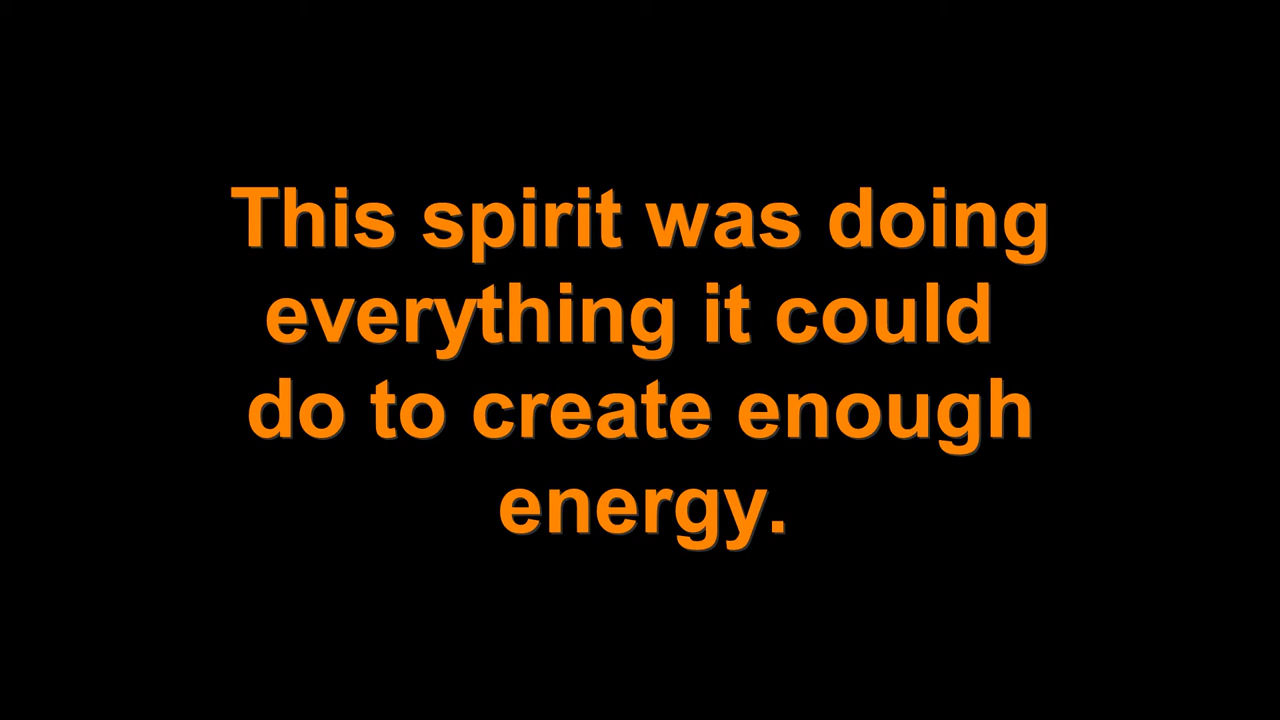 This spirit was doing
everything it could
do to create enough
energy.